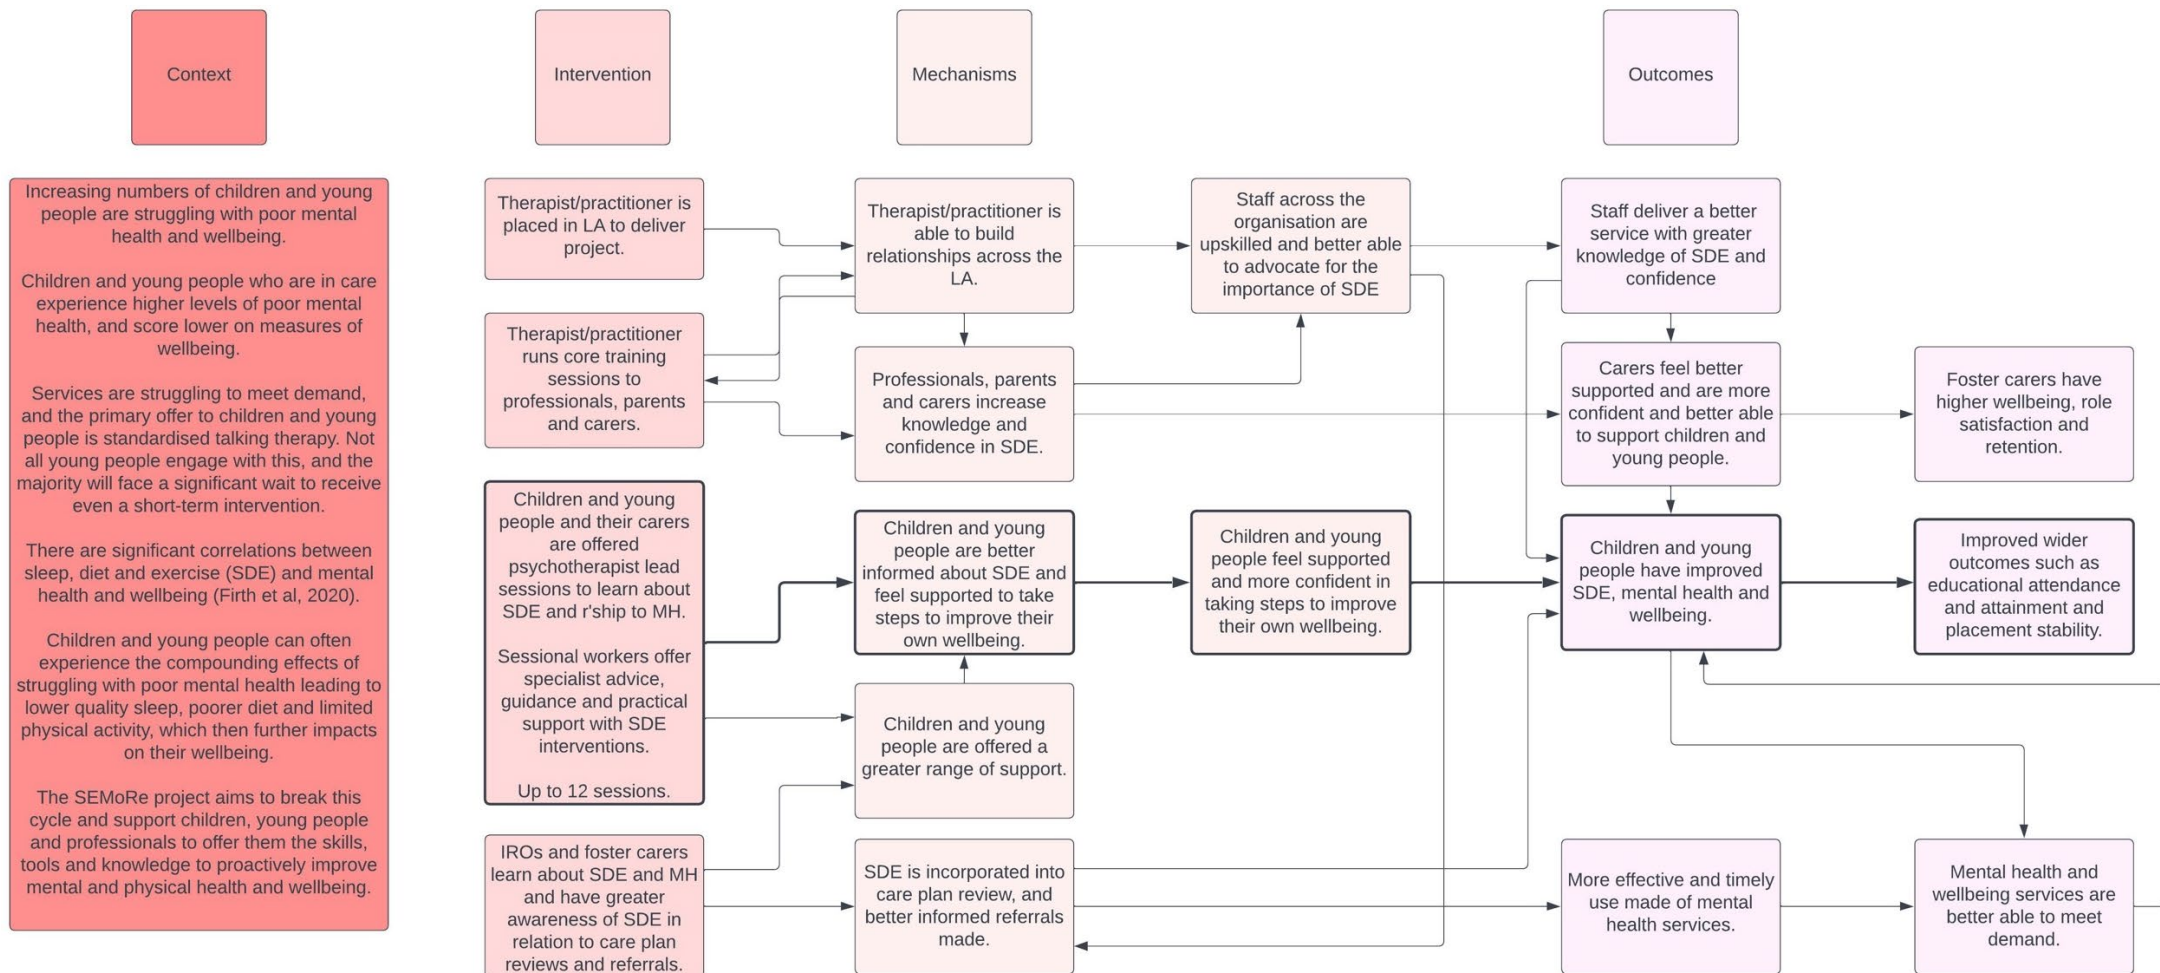 Context
Intervention
Mechanisms
Outcomes
Increasing numbers of children and young
people are struggling with poor mental
health and wellbeing.
Children and young people who are in care
experience higher levels of poor mental
health, and score lower on measures of
wellbeing.
Services are struggling to meet demand,
and the primary offer to children and young
people is standardised talking therapy. Not
all young people engage with this, and the
majority will face a significant wait to receive
even a short-term intervention.
There are significant correlations between
sleep, diet and exercise (SDE) and mental
health and wellbeing (Firth et al, 2020).
Children and young people can often
experience the compounding effects of
struggling with poor mental health leading to
lower quality sleep, poorer diet and limited
physical activity, which then further impacts
on their wellbeing.
The SEMoRe project aims to break this
cycle and support children, young people
and professionals to offer them the skills,
tools and knowledge to proactively improve
mental and physical health and wellbeing.
Therapist/practitioner is
placed in LA to deliver
project.
Therapist/practitioner
runs core training
sessions to
professionals, parents
and carers.
Children and young
people and their carers
are offered
psychotherapist lead
sessions to learn about
SDE and r'ship to MH.
Sessional workers offer
specialist advice,
guidance and practical
support with SDE
interventions.
Up to 12 sessions.
IROs and foster carers
learn about SDE and MH
and have greater
awareness of SDE in
relation to care plan
reviews and referrals.
Therapist/practitioner is
able to build
relationships across the
LA.
Professionals, parents
and carers increase
knowledge and
confidence in SDE.
Children and young
people are better
informed about SDE and
feel supported to take
steps to improve their
own wellbeing.
Children and young
people are offered a
greater range of support.
SDE is incorporated into
care plan review, and
better informed referrals
made.
Staff across the
organisation are
upskilled and better able
to advocate for the
importance of SDE
Children and young
people feel supported
and more confident in
taking steps to improve
their own wellbeing.
Staff deliver a better
service with greater
knowledge of SDE and
confidence
Carers feel better
supported and are more
confident and better able
to support children and
young people.
Children and young
people have improved
SDE, mental health and
wellbeing.
More effective and timely
use made of mental
health services.
Foster carers have
higher wellbeing, role
satisfaction and
retention.
Improved wider
outcomes such as
educational attendance
and attainment and
placement stability.
Mental health and
wellbeing services are
better able to meet
demand.